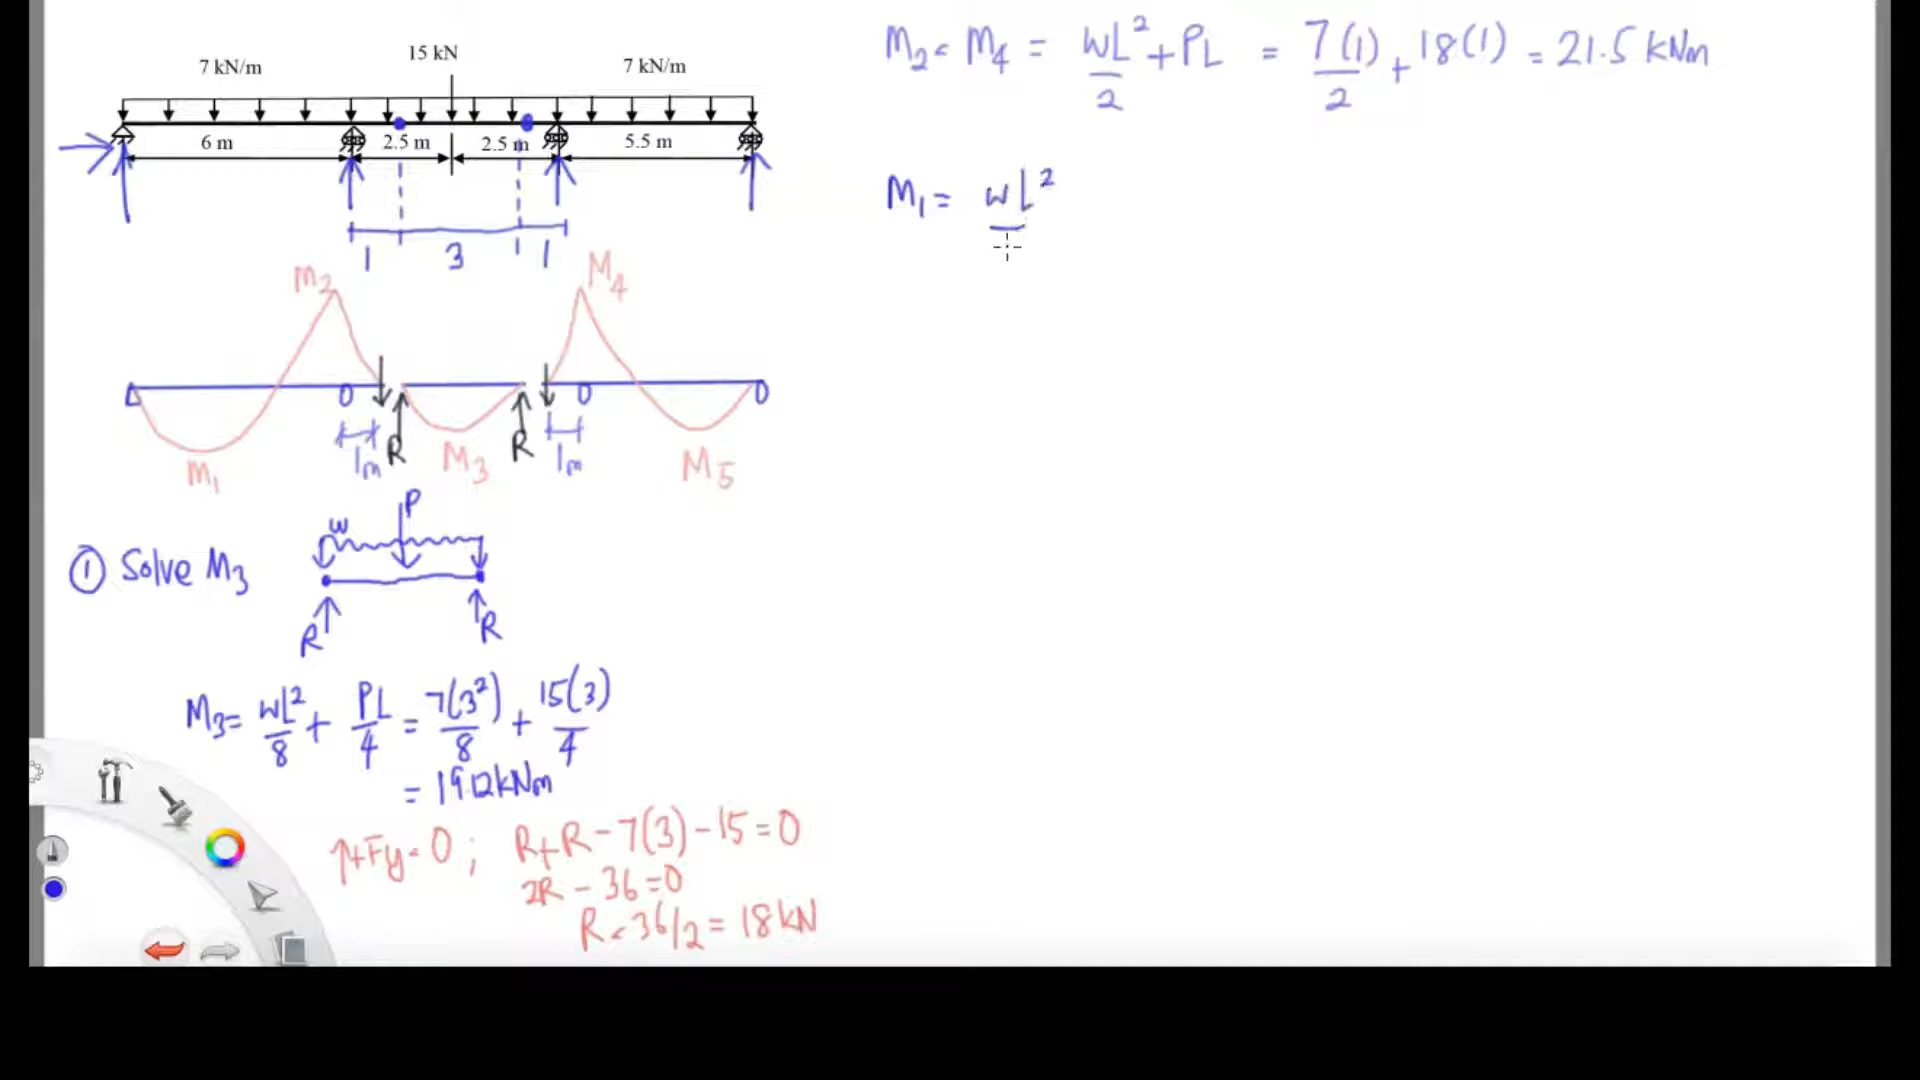 15 kN
7 kN/m
7 kN/m
6 m
2.5 m
2.5 m
5.5 m
1 3 1
M2
M4
0 0 0
R R
1m 1m
M1
M3
M5
P
w
① Solve M3
R R
M3 = wL²/8 + PL/4 = 7(3²)/8 + 15(3)/4
= 19.12kNm
↑+Fy = 0 ; R+R - 7(3) - 15 = 0
2R - 36 = 0
R = 36/2 = 18 kN
M2 = M4 = wL²/2 + PL = 7(1)/2 + 18(1) = 21.5 kNm
M1 = wL²